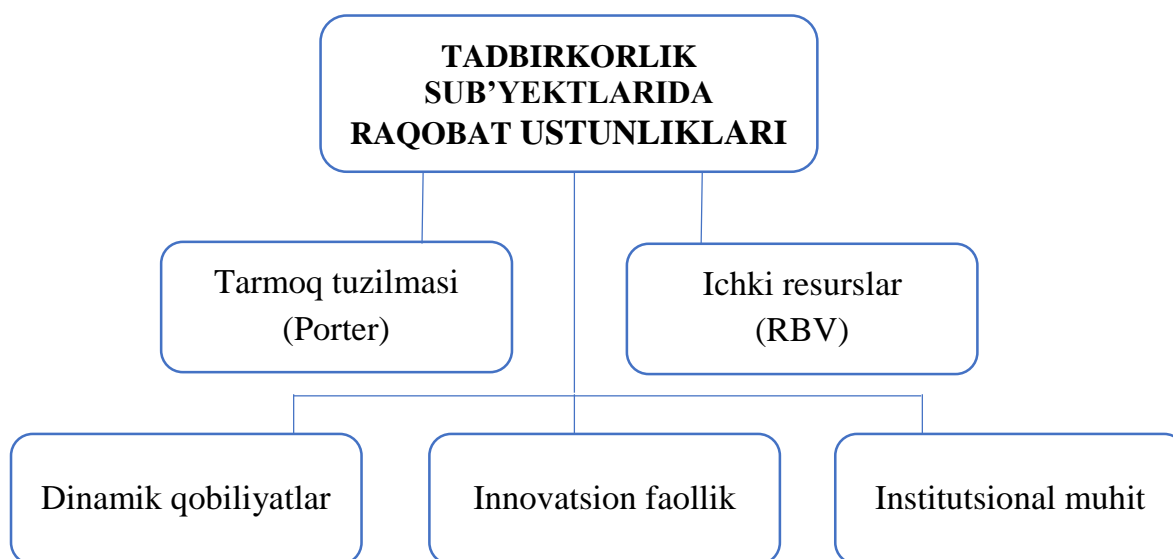 TADBIRKORLIK
SUB’YEKTLARIDA
RAQOBAT USTUNLIKLARI
Tarmoq tuzilmasi
(Porter)
Ichki resurslar
(RBV)
Dinamik qobiliyatlar
Innovatsion faollik
Institutsional muhit